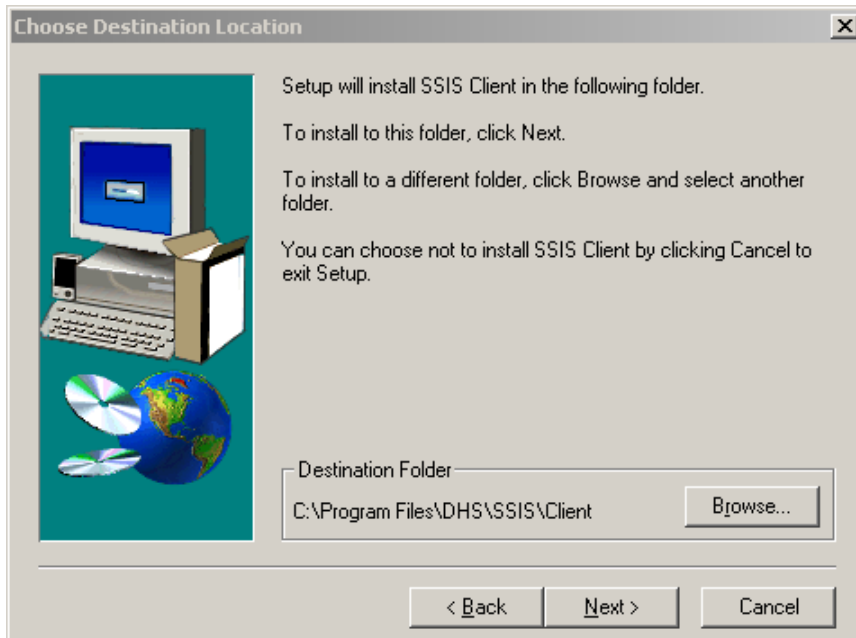 Choose Destination Location
Setup will install SSIS Client in the following folder.
To install to this folder, click Next.
To install to a different folder, click Browse and select another
folder.
You can choose not to install SSIS Client by clicking Cancel to
exit Setup.
Destination Folder
C:\Program Files\DHS\SSIS\Client
Browse...
< Back
Next >
Cancel